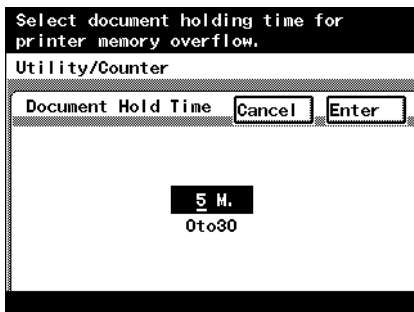 Select document holding time for
printer memory overflow.
Utility/Counter
Document Hold Time Cancel Enter
5 M.
0to30